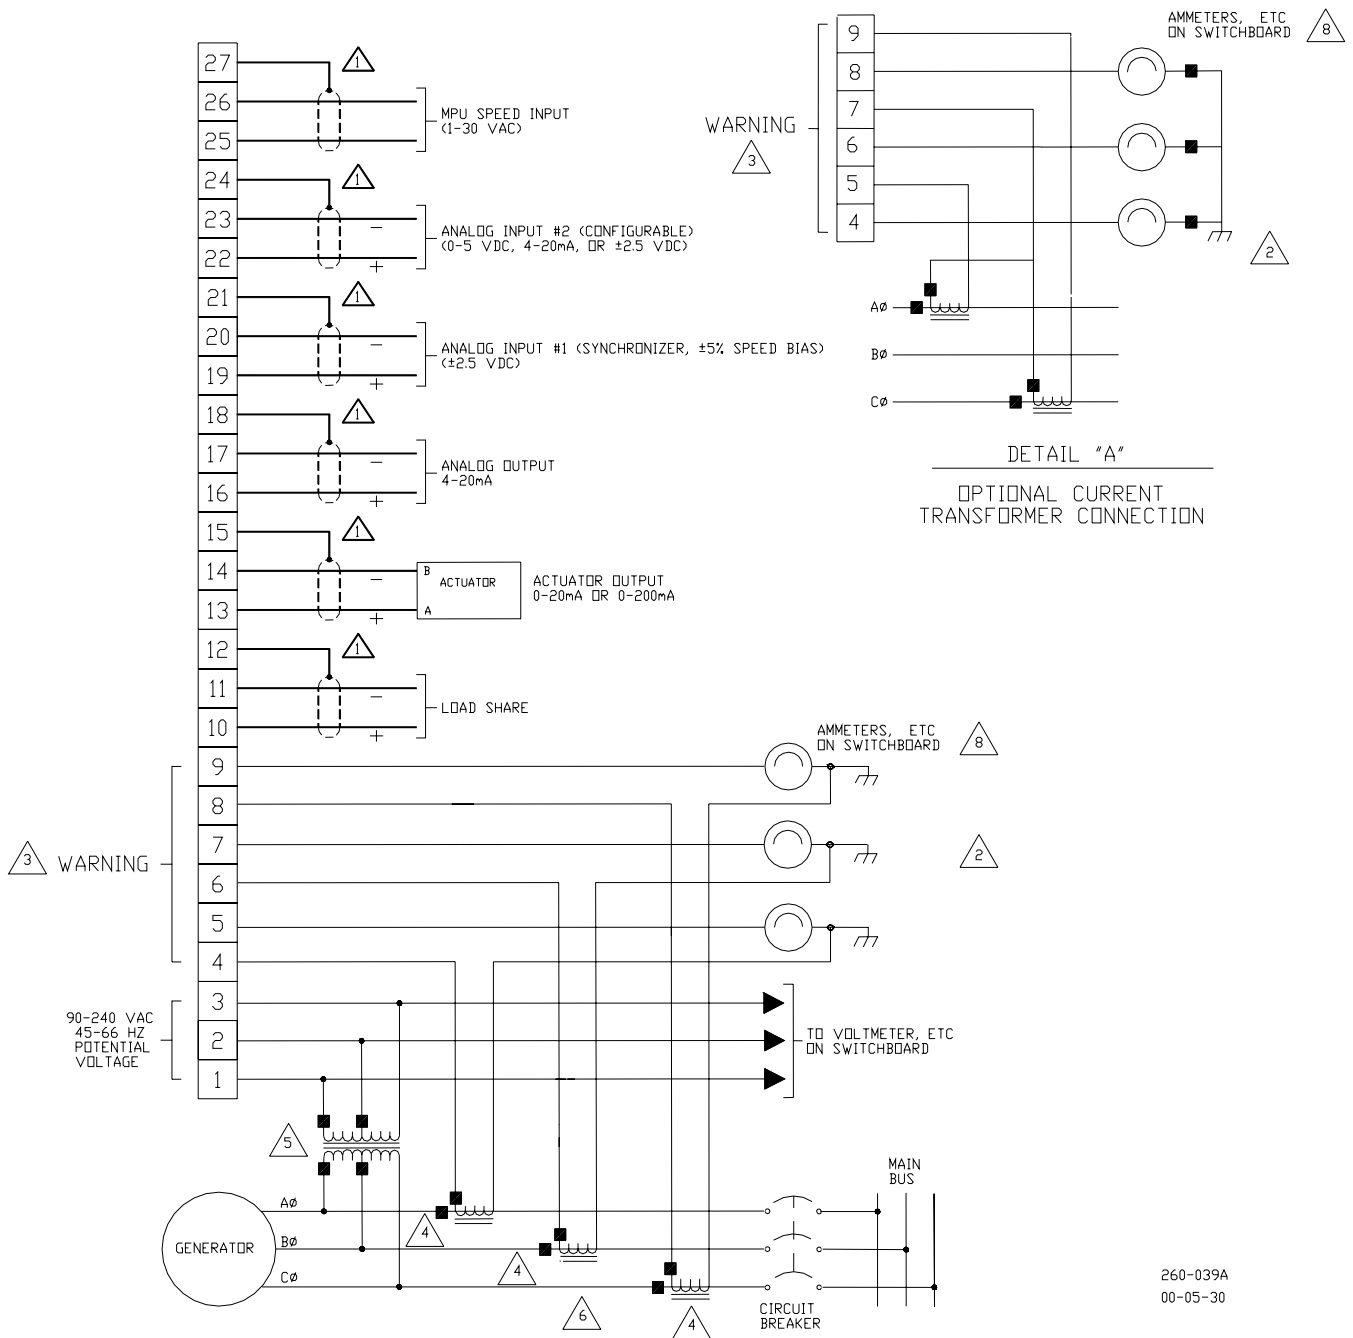 27
1
26
25
MPU SPEED INPUT
(1-30 VAC)
24
1
23
22
−
+
ANALOG INPUT #2 (CONFIGURABLE)
(0-5 VDC, 4-20mA, OR ±2.5 VDC)
21
1
20
19
−
+
ANALOG INPUT #1 (SYNCHRONIZER, ±5% SPEED BIAS)
(±2.5 VDC)
18
1
17
16
−
+
ANALOG OUTPUT
4-20mA
15
1
14
13
−
+
B
ACTUATOR
A
ACTUATOR OUTPUT
0-20mA OR 0-200mA
12
1
11
10
−
+
LOAD SHARE
9
8
7
6
5
4
3 WARNING
AMMETERS, ETC
ON SWITCHBOARD
8
2
3
2
1
90-240 VAC
45-66 HZ
POTENTIAL
VOLTAGE
TO VOLTMETER, ETC
ON SWITCHBOARD
5
GENERATOR
AØ
BØ
CØ
4
4
6
4
CIRCUIT
BREAKER
MAIN
BUS
9
8
7
6
5
4
WARNING
3
AMMETERS, ETC
ON SWITCHBOARD
8
2
AØ
BØ
CØ
DETAIL "A"
OPTIONAL CURRENT
TRANSFORMER CONNECTION
260-039A
00-05-30